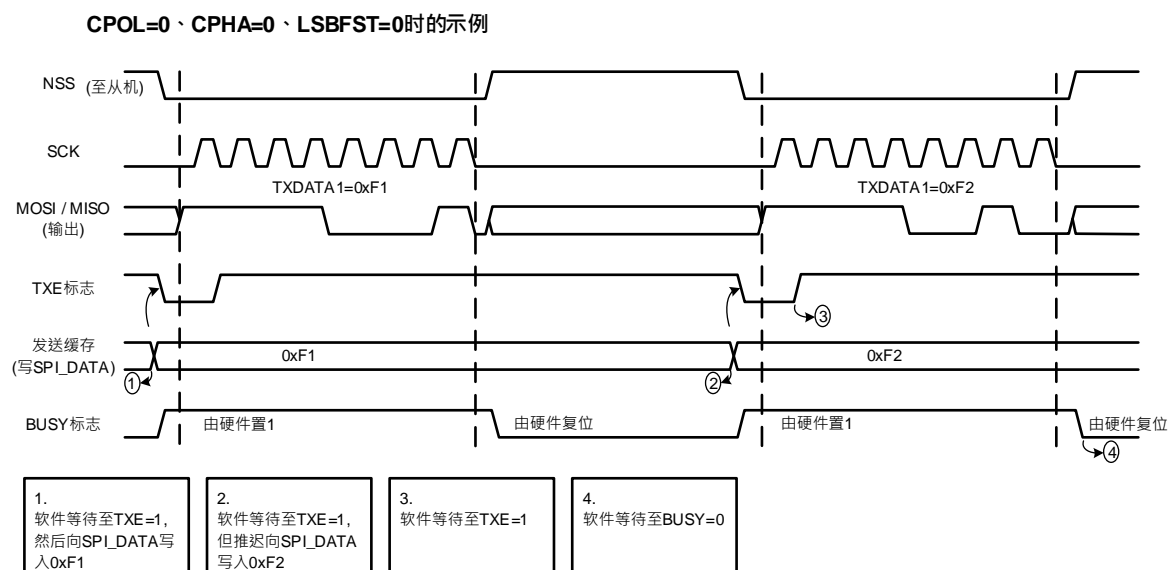 CPOL=0、CPHA=0、LSBFST=0时的示例
NSS (至从机)
SCK
TXDATA1=0xF1
TXDATA1=0xF2
MOSI / MISO
(输出)
TXE标志
③
发送缓存
(写SPI_DATA)
0xF1
0xF2
①
②
BUSY标志
由硬件置1
由硬件复位
由硬件置1
由硬件复位
④
1.
软件等待至TXE=1,
然后向SPI_DATA写
入0xF1
2.
软件等待至TXE=1,
但推迟向SPI_DATA
写入0xF2
3.
软件等待至TXE=1
4.
软件等待至BUSY=0